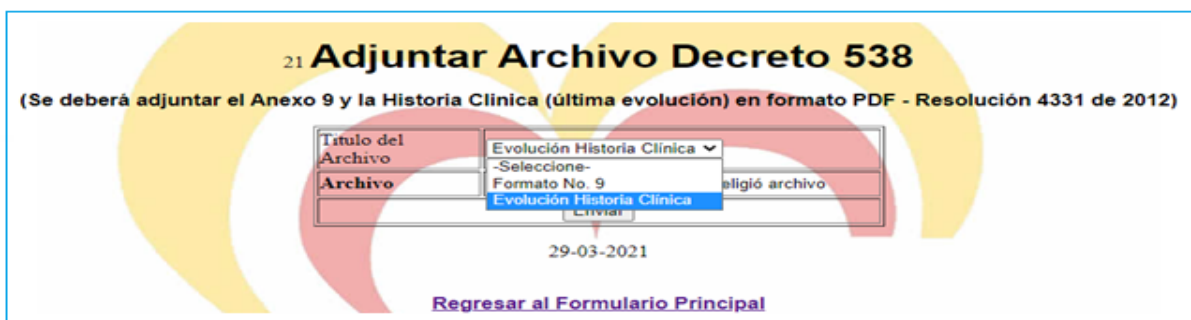 21 Adjuntar Archivo Decreto 538
(Se deberá adjuntar el Anexo 9 y la Historia Clinica (última evolución) en formato PDF - Resolución 4331 de 2012)
Titulo del
Archivo
Evolución Historia Clínica
-Seleccione-
Archivo
Formato No. 9
eligió archivo
Evolución Historia Clínica
Enviar
29-03-2021
Regresar al Formulario Principal